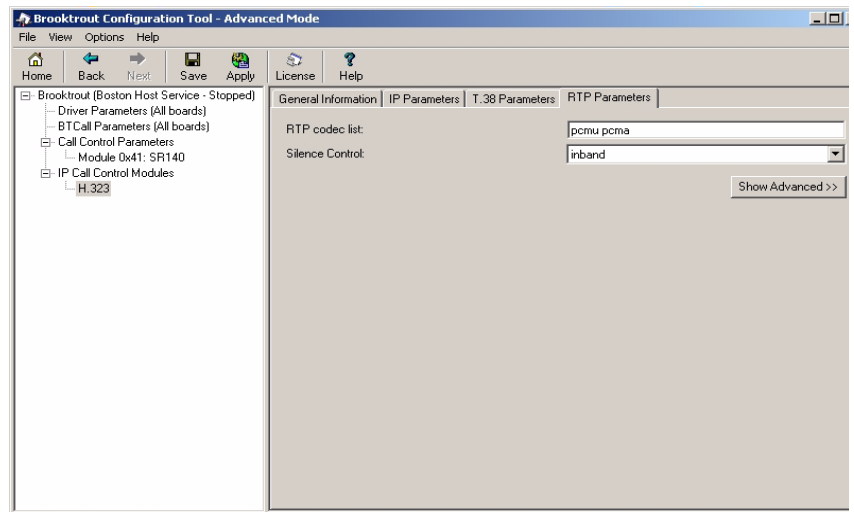 Brooktrout Configuration Tool - Advanced Mode
File View Options Help
Home Back Next Save Apply License Help
Brooktrout (Boston Host Service - Stopped)
Driver Parameters (All boards)
BTCall Parameters (All boards)
Call Control Parameters
Module 0x41: SR140
IP Call Control Modules
H.323
General Information IP Parameters T.38 Parameters RTP Parameters
RTP codec list: pcmu pcma
Silence Control: inband
Show Advanced >>